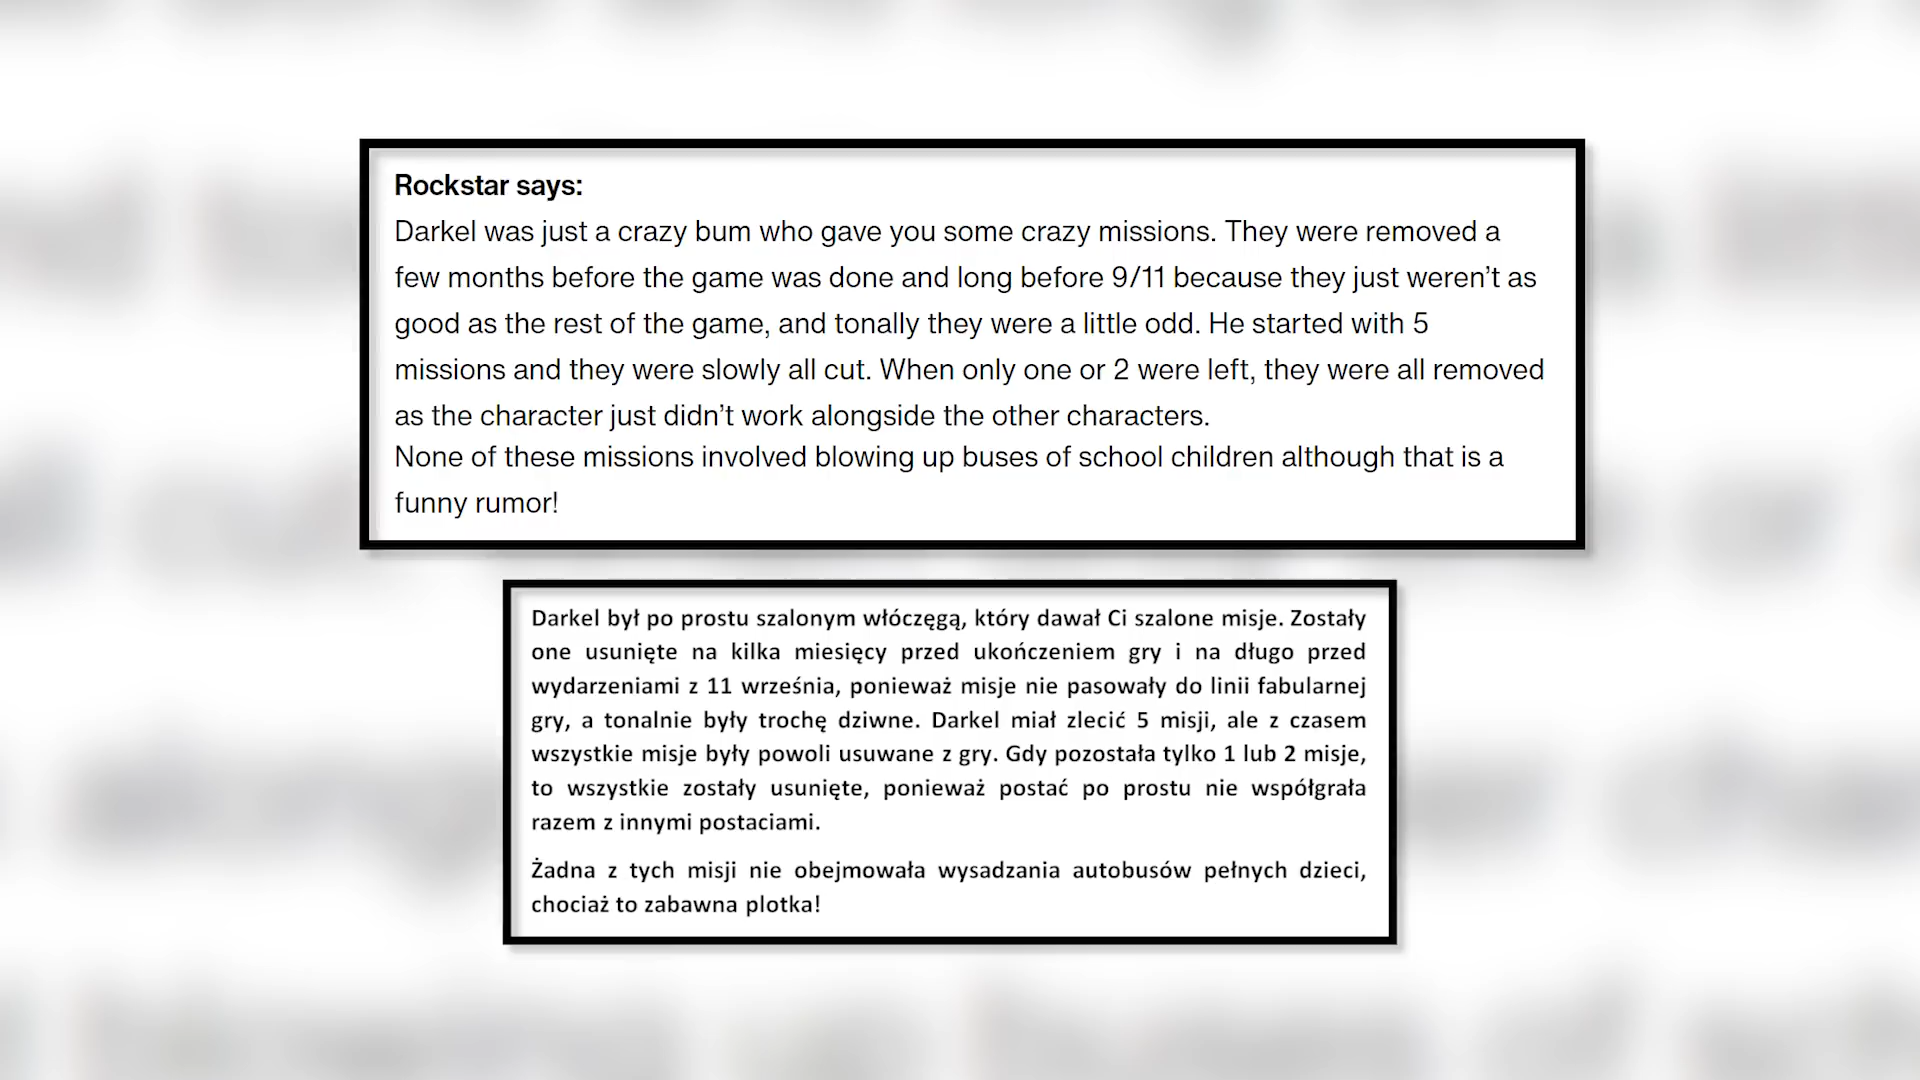 Rockstar says:
Darkel was just a crazy bum who gave you some crazy missions. They were removed a
few months before the game was done and long before 9/11 because they just weren't as
good as the rest of the game, and tonally they were a little odd. He started with 5
missions and they were slowly all cut. When only one or 2 were left, they were all removed
as the character just didn't work alongside the other characters.
None of these missions involved blowing up buses of school children although that is a
funny rumor!
Darkel był po prostu szalonym włóczęgą, który dawał Ci szalone misje. Zostały
one usunięte na kilka miesięcy przed ukończeniem gry i na długo przed
wydarzeniami z 11 września, ponieważ misje nie pasowały do linii fabularnej
gry, a tonalnie były trochę dziwne. Darkel miał zlecić 5 misji, ale z czasem
wszystkie misje były powoli usuwane z gry. Gdy pozostała tylko 1 lub 2 misje,
to wszystkie zostały usunięte, ponieważ postać po prostu nie współgrała
razem z innymi postaciami.
Żadna z tych misji nie obejmowała wysadzania autobusów pełnych dzieci,
chociaż to zabawna plotka!